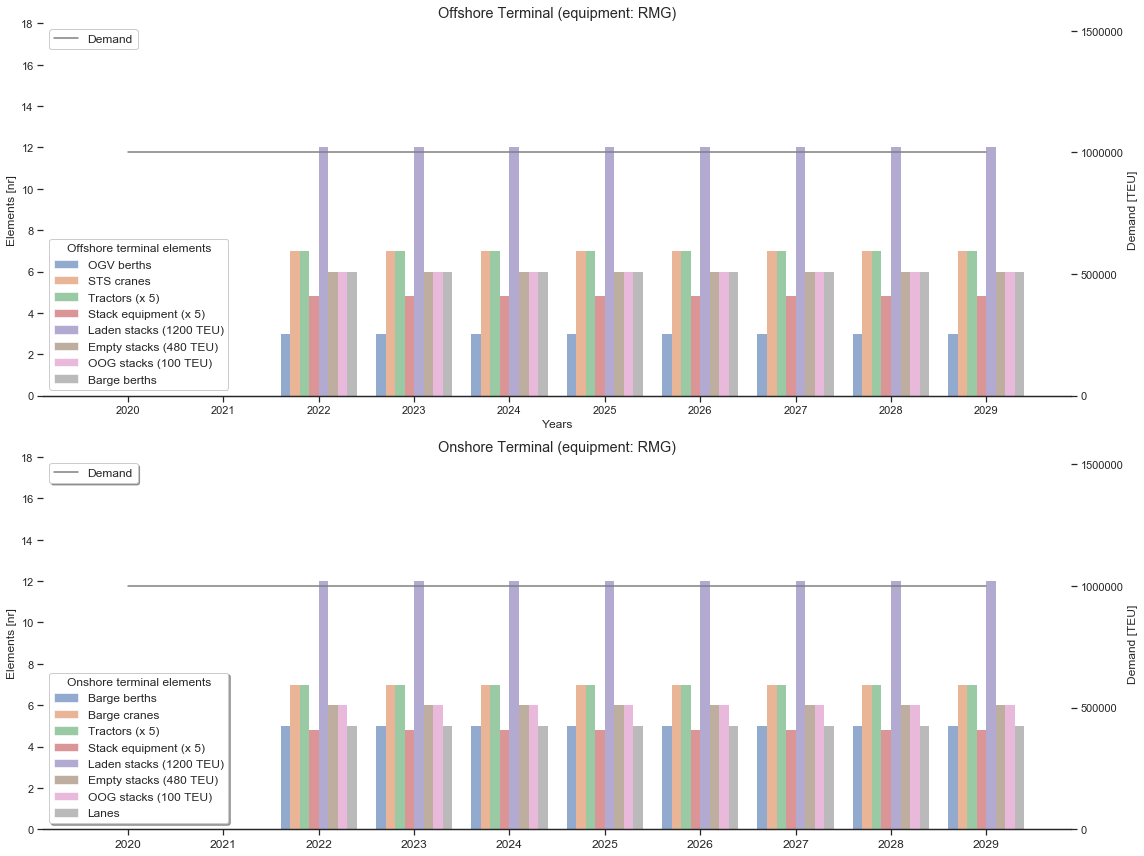 Offshore Terminal (equipment: RMG)
18
16
14
12
10
8
6
4
2
0
Elements [nr]
Demand
Offshore terminal elements
OGV berths
STS cranes
Tractors (x 5)
Stack equipment (x 5)
Laden stacks (1200 TEU)
Empty stacks (480 TEU)
OOG stacks (100 TEU)
Barge berths
1500000
1000000
500000
0
Demand [TEU]
2020 2021 2022 2023 2024 2025 2026 2027 2028 2029
Years
Onshore Terminal (equipment: RMG)
18
16
14
12
10
8
6
4
2
0
Elements [nr]
Demand
Onshore terminal elements
Barge berths
Barge cranes
Tractors (x 5)
Stack equipment (x 5)
Laden stacks (1200 TEU)
Empty stacks (480 TEU)
OOG stacks (100 TEU)
Lanes
1500000
1000000
500000
0
Demand [TEU]
2020 2021 2022 2023 2024 2025 2026 2027 2028 2029